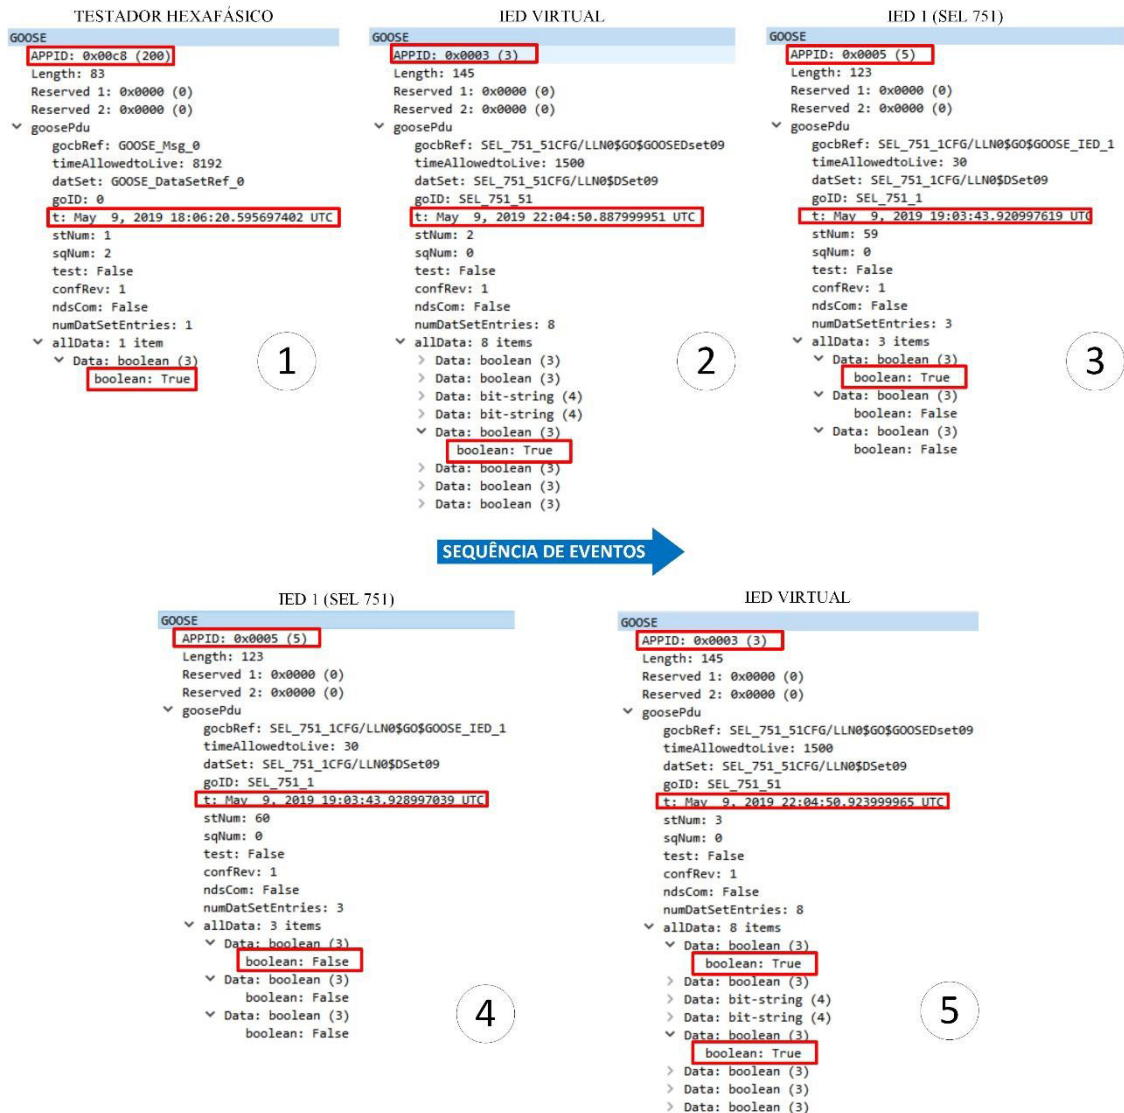 TESTADOR HEXAFÁSICO
GOOSE
APPID: 0x00c8 (200)
Length: 83
Reserved 1: 0x0000 (0)
Reserved 2: 0x0000 (0)
goosePdu
gocbRef: GOOSE_Msg_0
timeAllowedtoLive: 8192
datSet: GOOSE_DataSetRef_0
goID: 0
t: May 9, 2019 18:06:20.595697402 UTC
stNum: 1
sqNum: 2
test: False
confRev: 1
ndsCom: False
numDatSetEntries: 1
allData: 1 item
Data: boolean (3)
boolean: True
1
IED VIRTUAL
GOOSE
APPID: 0x0003 (3)
Length: 145
Reserved 1: 0x0000 (0)
Reserved 2: 0x0000 (0)
goosePdu
gocbRef: SEL_751_51CFG/LLN0$GO$GOOSEDset09
timeAllowedtoLive: 1500
datSet: SEL_751_51CFG/LLN0$DSet09
goID: SEL_751_51
t: May 9, 2019 22:04:50.887999951 UTC
stNum: 2
sqNum: 0
test: False
confRev: 1
ndsCom: False
numDatSetEntries: 8
allData: 8 items
Data: boolean (3)
Data: boolean (3)
Data: bit-string (4)
Data: bit-string (4)
Data: boolean (3)
boolean: True
Data: boolean (3)
Data: boolean (3)
Data: boolean (3)
2
IED 1 (SEL 751)
GOOSE
APPID: 0x0005 (5)
Length: 123
Reserved 1: 0x0000 (0)
Reserved 2: 0x0000 (0)
goosePdu
gocbRef: SEL_751_1CFG/LLN0$GO$GOOSE_IED_1
timeAllowedtoLive: 30
datSet: SEL_751_1CFG/LLN0$DSet09
goID: SEL_751_1
t: May 9, 2019 19:03:43.920997619 UTC
stNum: 59
sqNum: 0
test: False
confRev: 1
ndsCom: False
numDatSetEntries: 3
allData: 3 items
Data: boolean (3)
boolean: True
Data: boolean (3)
boolean: False
Data: boolean (3)
boolean: False
3
SEQUÊNCIA DE EVENTOS
IED 1 (SEL 751)
GOOSE
APPID: 0x0005 (5)
Length: 123
Reserved 1: 0x0000 (0)
Reserved 2: 0x0000 (0)
goosePdu
gocbRef: SEL_751_1CFG/LLN0$GO$GOOSE_IED_1
timeAllowedtoLive: 30
datSet: SEL_751_1CFG/LLN0$DSet09
goID: SEL_751_1
t: May 9, 2019 19:03:43.928997039 UTC
stNum: 60
sqNum: 0
test: False
confRev: 1
ndsCom: False
numDatSetEntries: 3
allData: 3 items
Data: boolean (3)
boolean: False
Data: boolean (3)
boolean: False
Data: boolean (3)
boolean: False
4
IED VIRTUAL
GOOSE
APPID: 0x0003 (3)
Length: 145
Reserved 1: 0x0000 (0)
Reserved 2: 0x0000 (0)
goosePdu
gocbRef: SEL_751_51CFG/LLN0$GO$GOOSEDset09
timeAllowedtoLive: 1500
datSet: SEL_751_51CFG/LLN0$DSet09
goID: SEL_751_51
t: May 9, 2019 22:04:50.923999965 UTC
stNum: 3
sqNum: 0
test: False
confRev: 1
ndsCom: False
numDatSetEntries: 8
allData: 8 items
Data: boolean (3)
boolean: True
Data: boolean (3)
Data: bit-string (4)
Data: bit-string (4)
Data: boolean (3)
boolean: True
Data: boolean (3)
Data: boolean (3)
Data: boolean (3)
5